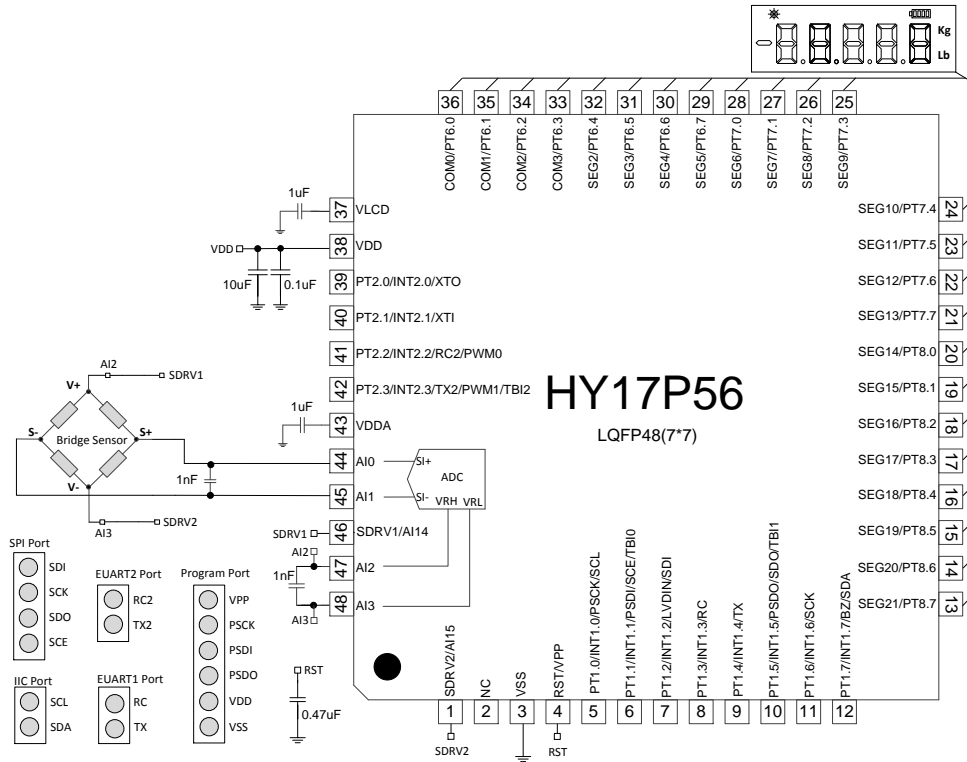 Kg
Lb
36
35
34
33
32
31
30
29
28
27
26
25
COM0/PT6.0
COM1/PT6.1
COM2/PT6.2
COM3/PT6.3
SEG2/PT6.4
SEG3/PT6.5
SEG4/PT6.6
SEG5/PT6.7
SEG6/PT7.0
SEG7/PT7.1
SEG8/PT7.2
SEG9/PT7.3
1uF
37 VLCD
VDD
38 VDD
10uF
0.1uF
39 PT2.0/INT2.0/XTO
40 PT2.1/INT2.1/XTI
41 PT2.2/INT2.2/RC2/PWM0
42 PT2.3/INT2.3/TX2/PWM1/TBI2
1uF
43 VDDA
44 AI0
1nF
45 AI1
SDRV1
46 SDRV1/AI14
AI2
47 AI2
1nF
48 AI3
AI3
SI+
ADC
SI-
VRH
VRL
HY17P56
LQFP48(7*7)
SEG10/PT7.4 24
SEG11/PT7.5 23
SEG12/PT7.6 22
SEG13/PT7.7 21
SEG14/PT8.0 20
SEG15/PT8.1 19
SEG16/PT8.2 18
SEG17/PT8.3 17
SEG18/PT8.4 16
SEG19/PT8.5 15
SEG20/PT8.6 14
SEG21/PT8.7 13
AI2
SDRV1
V+
S-
Bridge Sensor
S+
V-
AI3
SDRV2
SPI Port
SDI
SCK
SDO
SCE
EUART2 Port
RC2
TX2
Program Port
VPP
PSCK
PSDI
PSDO
VDD
VSS
IIC Port
SCL
SDA
EUART1 Port
RC
TX
RST
0.47uF
SDRV2/AI15
NC
VSS
RST/VPP
PT1.0/INT1.0/PSCK/SCL
PT1.1/INT1.1/PSDI/SCE/TBI0
PT1.2/INT1.2/LVDIN/SDI
PT1.3/INT1.3/RC
PT1.4/INT1.4/TX
PT1.5/INT1.5/PSDO/SDO/TBI1
PT1.6/INT1.6/SCK
PT1.7/INT1.7/BZ/SDA
1
2
3
4
5
6
7
8
9
10
11
12
SDRV2
RST